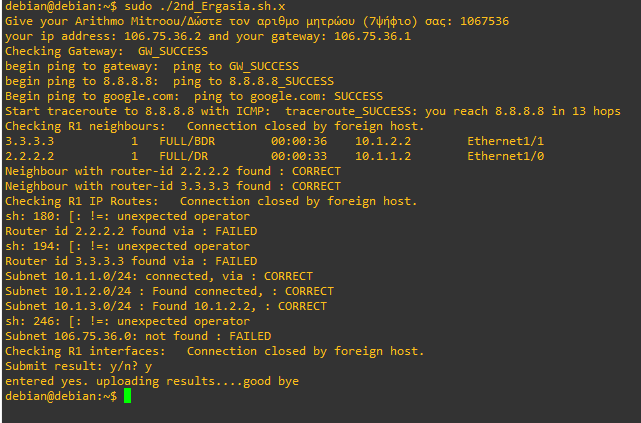 debian@debian:~$ sudo ./2nd_Ergasia.sh.x
Give your Arithmo Mitroou/Δώστε τον αριθμο μητρώου (7ψήφιο) σας: 1067536
your ip address: 106.75.36.2 and your gateway: 106.75.36.1
Checking Gateway:  GW_SUCCESS
begin ping to gateway:  ping to GW_SUCCESS
begin ping to 8.8.8.8:  ping to 8.8.8.8_SUCCESS
Begin ping to google.com:  ping to google.com: SUCCESS
Start traceroute to 8.8.8.8 with ICMP:  traceroute_SUCCESS: you reach 8.8.8.8 in 13 hops
Checking R1 neighbours:   Connection closed by foreign host.
3.3.3.3           1   FULL/BDR        00:00:36    10.1.2.2        Ethernet1/1
2.2.2.2           1   FULL/DR         00:00:33    10.1.1.2        Ethernet1/0
Neighbour with router-id 2.2.2.2 found : CORRECT
Neighbour with router-id 3.3.3.3 found : CORRECT
Checking R1 IP Routes:   Connection closed by foreign host.
sh: 180: [: !=: unexpected operator
Router id 2.2.2.2 found via : FAILED
sh: 194: [: !=: unexpected operator
Router id 3.3.3.3 found via : FAILED
Subnet 10.1.1.0/24: connected, via : CORRECT
Subnet 10.1.2.0/24 : Found connected, : CORRECT
Subnet 10.1.3.0/24 : Found 10.1.2.2, : CORRECT
sh: 246: [: !=: unexpected operator
Subnet 106.75.36.0: not found : FAILED
Checking R1 interfaces:   Connection closed by foreign host.
Submit result: y/n? y
entered yes. uploading results....good bye
debian@debian:~$